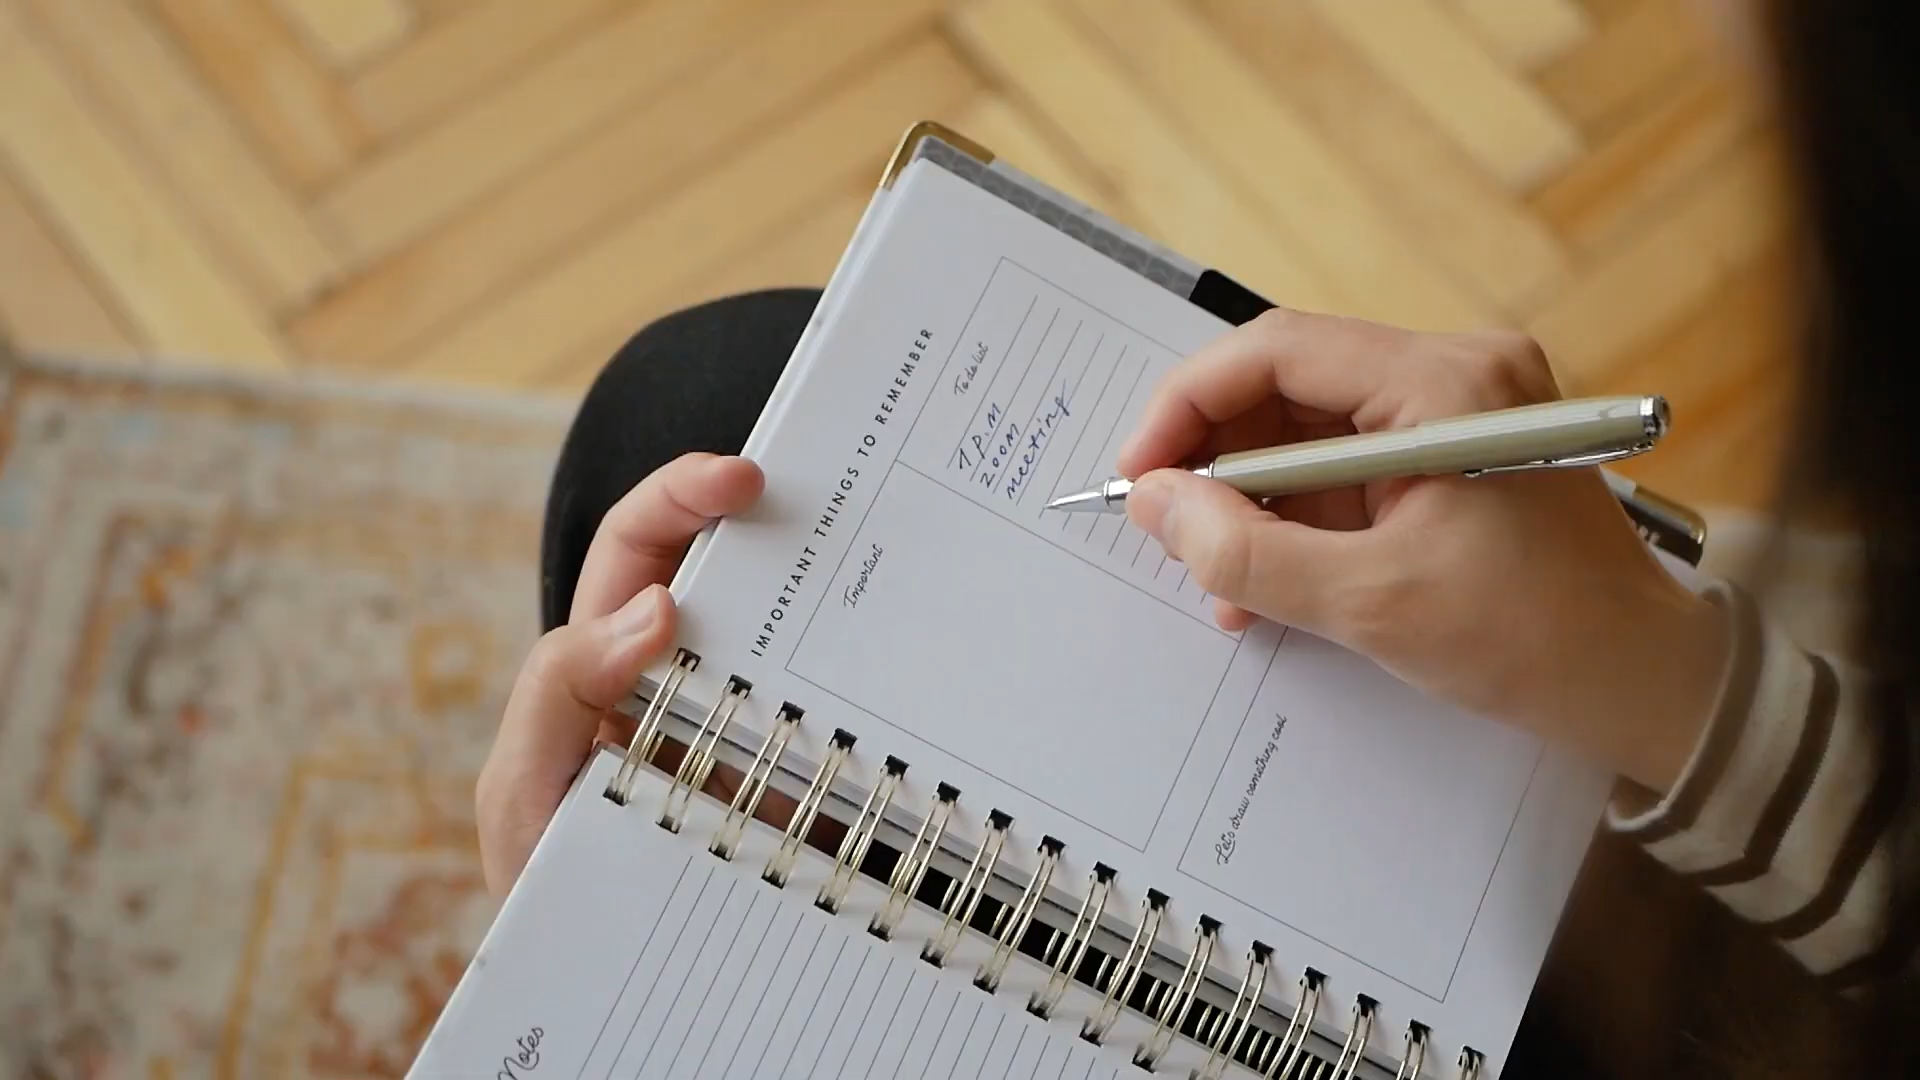 IMPORTANT THINGS TO REMEMBER
To do list
1 P.M
ZOOM
meeting
Important
Let's draw something cool
Notes